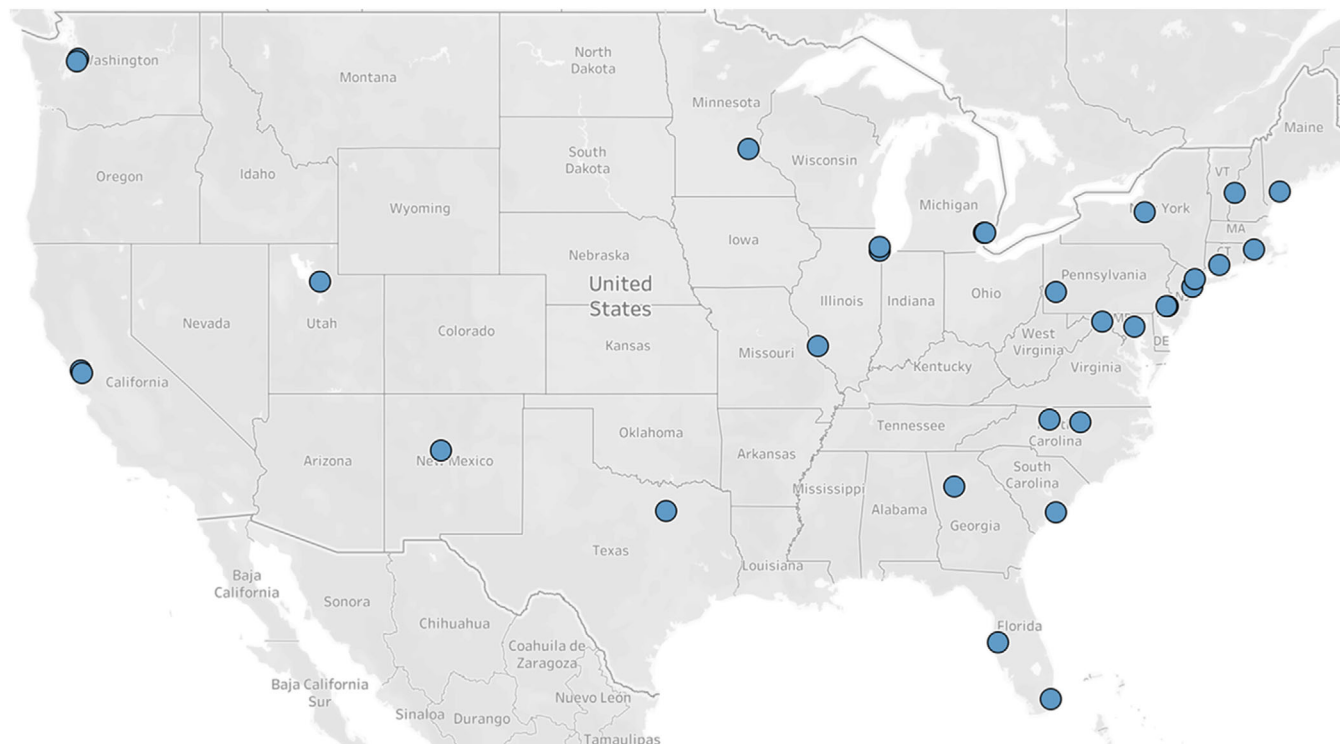 Washington
Montana
North
Dakota
Minnesota
Maine
Oregon
Idaho
South
Dakota
Wisconsin
VT
Wyoming
Michigan
York
MA
Iowa
Nebraska
CT
Pennsylvania
United
States
Illinois
Indiana
Ohio
Nevada
Utah
Colorado
Kansas
Missouri
West
Virginia
DE
California
Kentucky
Virginia
Oklahoma
Tennessee
Carolina
Arizona
New Mexico
Arkansas
South
Carolina
Mississippi
Alabama
Georgia
Texas
Louisiana
Baja
California
Sonora
Chihuahua
Florida
Coahuila de
Zaragoza
Baja California
Sur
Nuevo León
Sinaloa
Durango
Tamaulipas